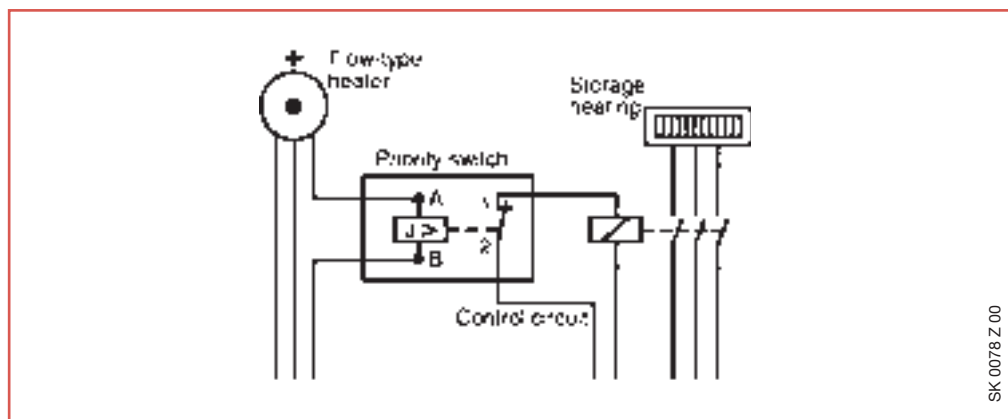 Flow-type
heater
Storage
heating
Priority switch
A
1
2
B
Control circuit
SK 0078 Z 00